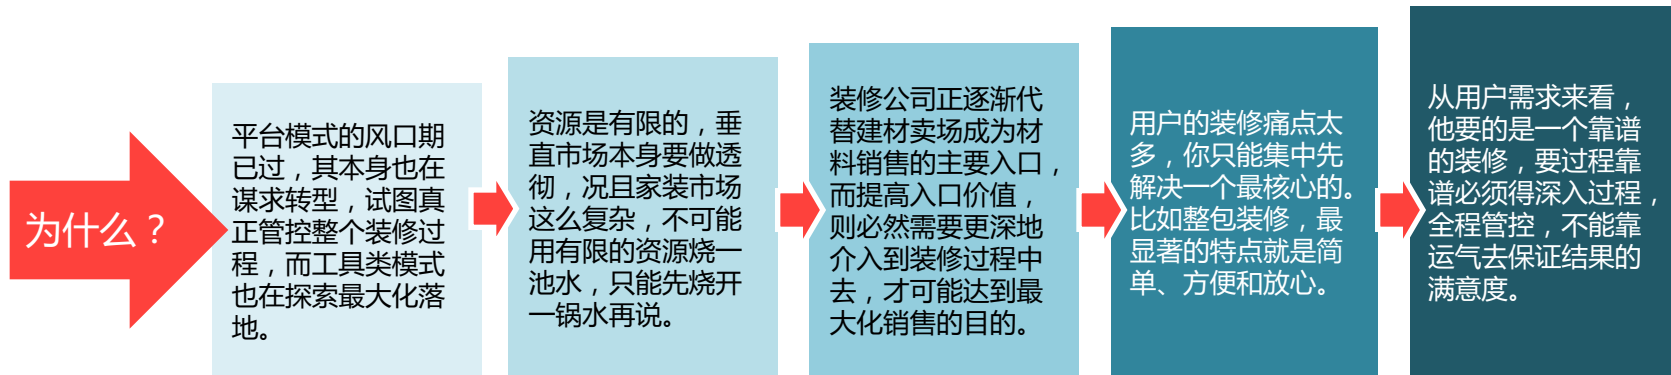 为什么？
平台模式的风口期
已过，其本身也在
谋求转型，试图真
正管控整个装修过
程，而工具类模式
也在探索最大化落
地。
资源是有限的，垂
直市场本身要做透
彻，况且家装市场
这么复杂，不可能
用有限的资源烧一
池水，只能先烧开
一锅水再说。
装修公司正逐渐代
替建材卖场成为材
料销售的主要入口，
而提高入口价值，
则必然需要更深地
介入到装修过程中
去，才可能达到最
大化销售的目的。
用户的装修痛点太
多，你只能集中先
解决一个最核心的。
比如整包装修，最
显著的特点就是简
单、方便和放心。
从用户需求来看，
他要的是一个靠谱
的装修，要过程靠
谱必须得深入过程，
全程管控，不能靠
运气去保证结果的
满意度。